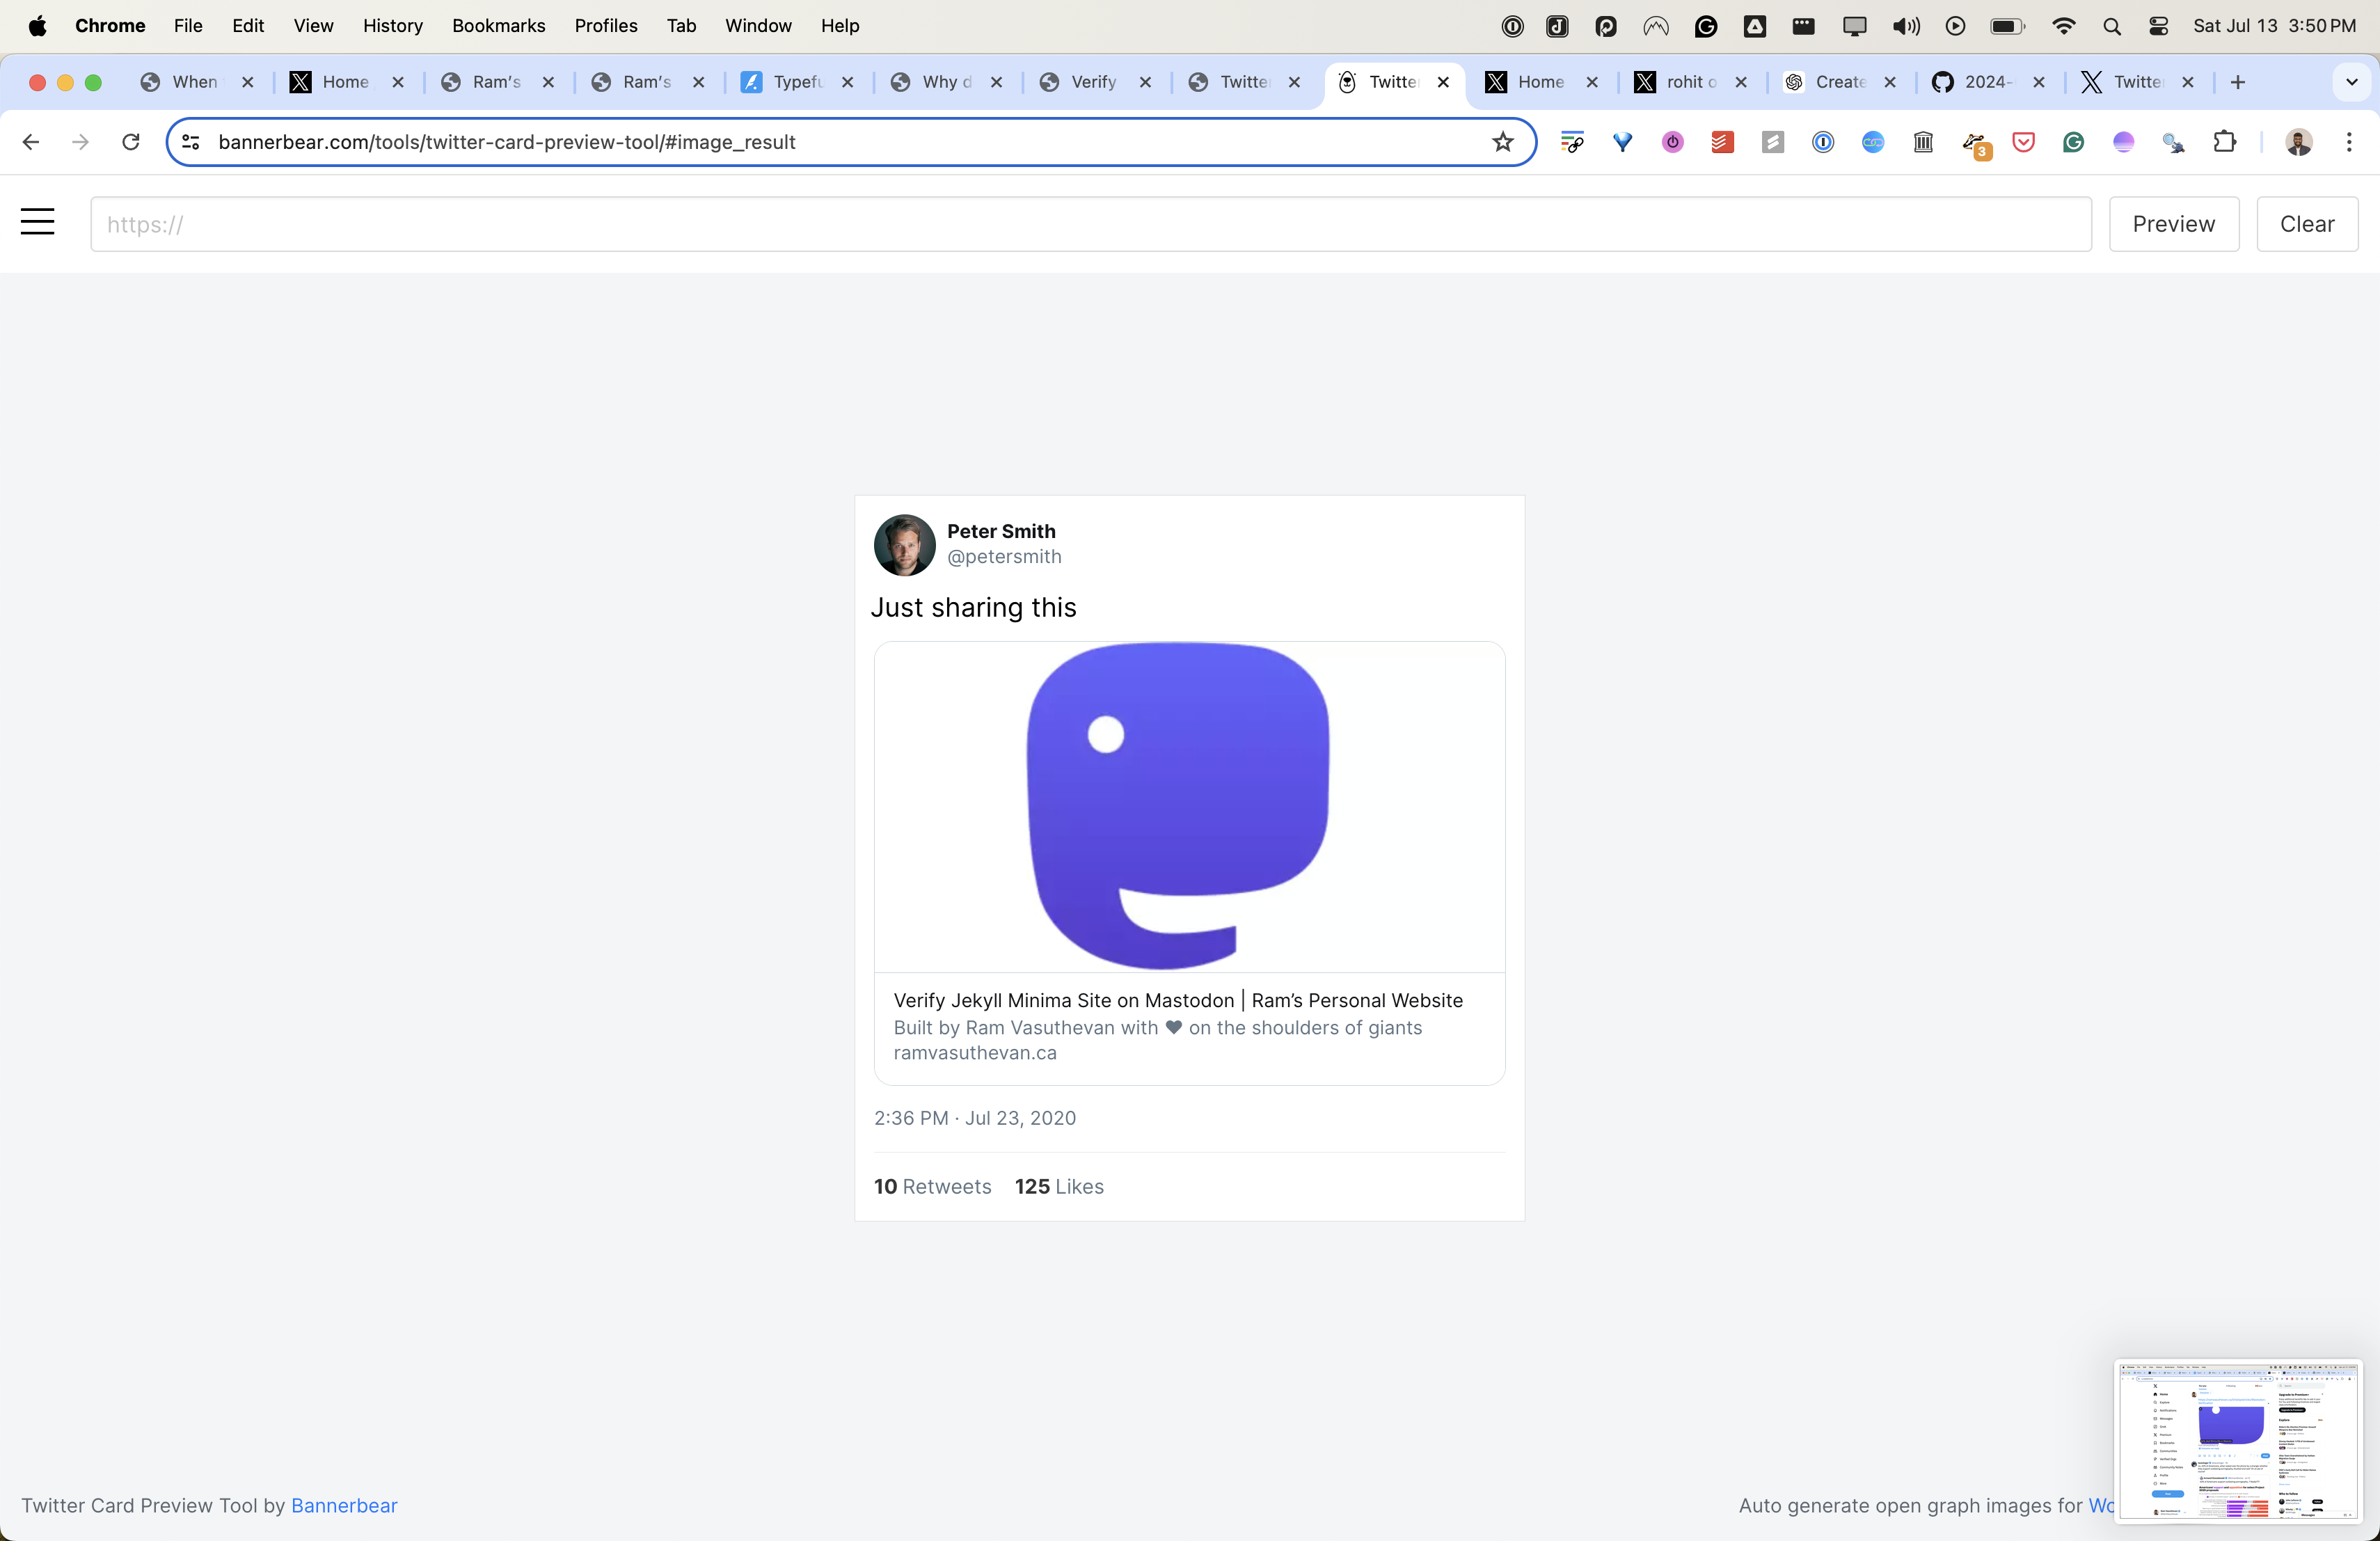 Chrome File Edit View History Bookmarks Profiles Tab Window Help Sat Jul 13 3:50 PM
When Home Ram's Ram's Typefu Why d Verify Twitter Twitter Home rohit o Create 2024- Twitter
bannerbear.com/tools/twitter-card-preview-tool/#image_result
3
https://
Preview
Clear
Peter Smith
@petersmith
Just sharing this
Verify Jekyll Minima Site on Mastodon | Ram’s Personal Website
Built by Ram Vasuthevan with ♥ on the shoulders of giants
ramvasuthevan.ca
2:36 PM · Jul 23, 2020
10 Retweets 125 Likes
Twitter Card Preview Tool by Bannerbear
Auto generate open graph images for Wo